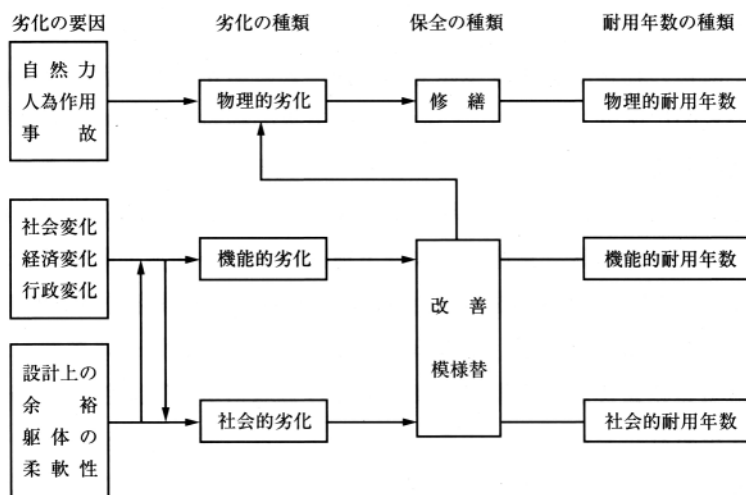 劣化の要因
劣化の種類
保全の種類
耐用年数の種類
自然力
人為作用
事故
物理的劣化
修繕
物理的耐用年数
社会変化
経済変化
行政変化
機能的劣化
改善
模様替
機能的耐用年数
設計上の
余裕
躯体の
柔軟性
社会的劣化
社会的耐用年数